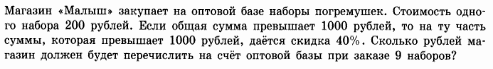 Магазин «Малыш» закупает на оптовой базе наборы погремушек. Стоимость одно-
го набора 200 рублей. Если общая сумма превышает 1000 рублей, то на ту часть
суммы, которая превышает 1000 рублей, даётся скидка 40%. Сколько рублей ма-
газин должен будет перечислить на счёт оптовой базы при заказе 9 наборов?